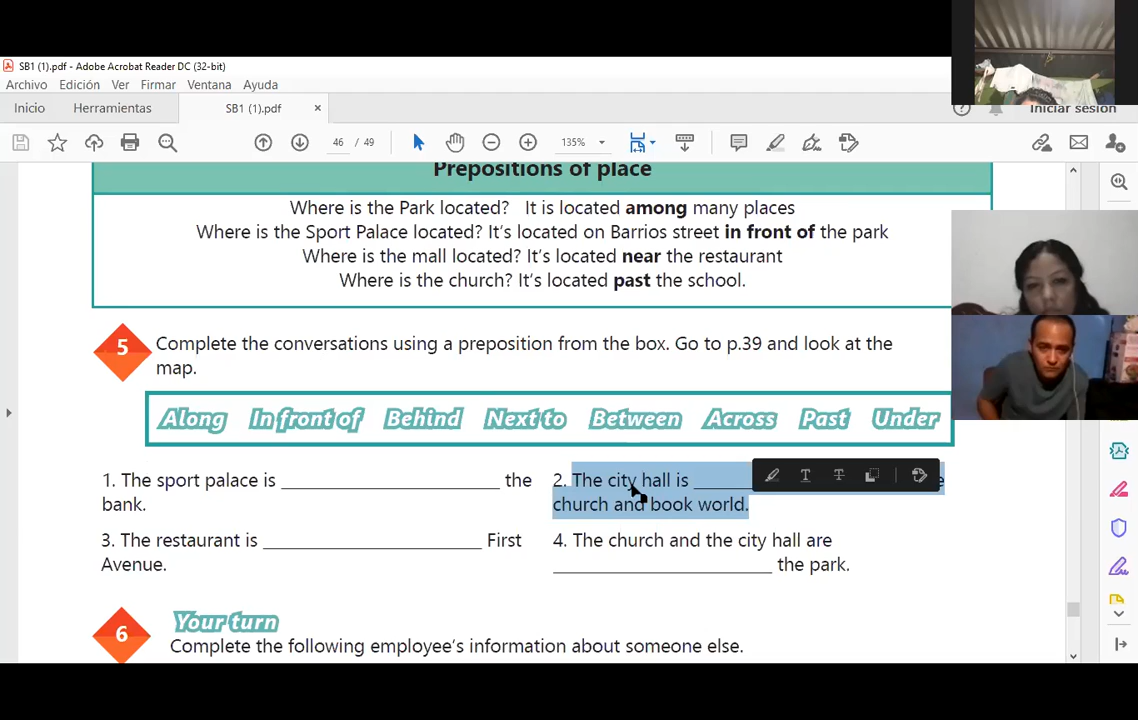 SB1 (1).pdf - Adobe Acrobat Reader DC (32-bit)
Archivo Edición Ver Firmar Ventana Ayuda
Inicio Herramientas SB1 (1).pdf × Iniciar sesión
46 / 49 135%
Prepositions of place
Where is the Park located? It is located among many places
Where is the Sport Palace located? It's located on Barrios street in front of the park
Where is the mall located? It's located near the restaurant
Where is the church? It's located past the school.
5 Complete the conversations using a preposition from the box. Go to p.39 and look at the
map.
Along In front of Behind Next to Between Across Past Under
1. The sport palace is ____________________ the
bank.
2. The city hall is ______
church and book world.
3. The restaurant is ____________________ First
Avenue.
4. The church and the city hall are
____________________ the park.
6 Your turn
Complete the following employee's information about someone else.